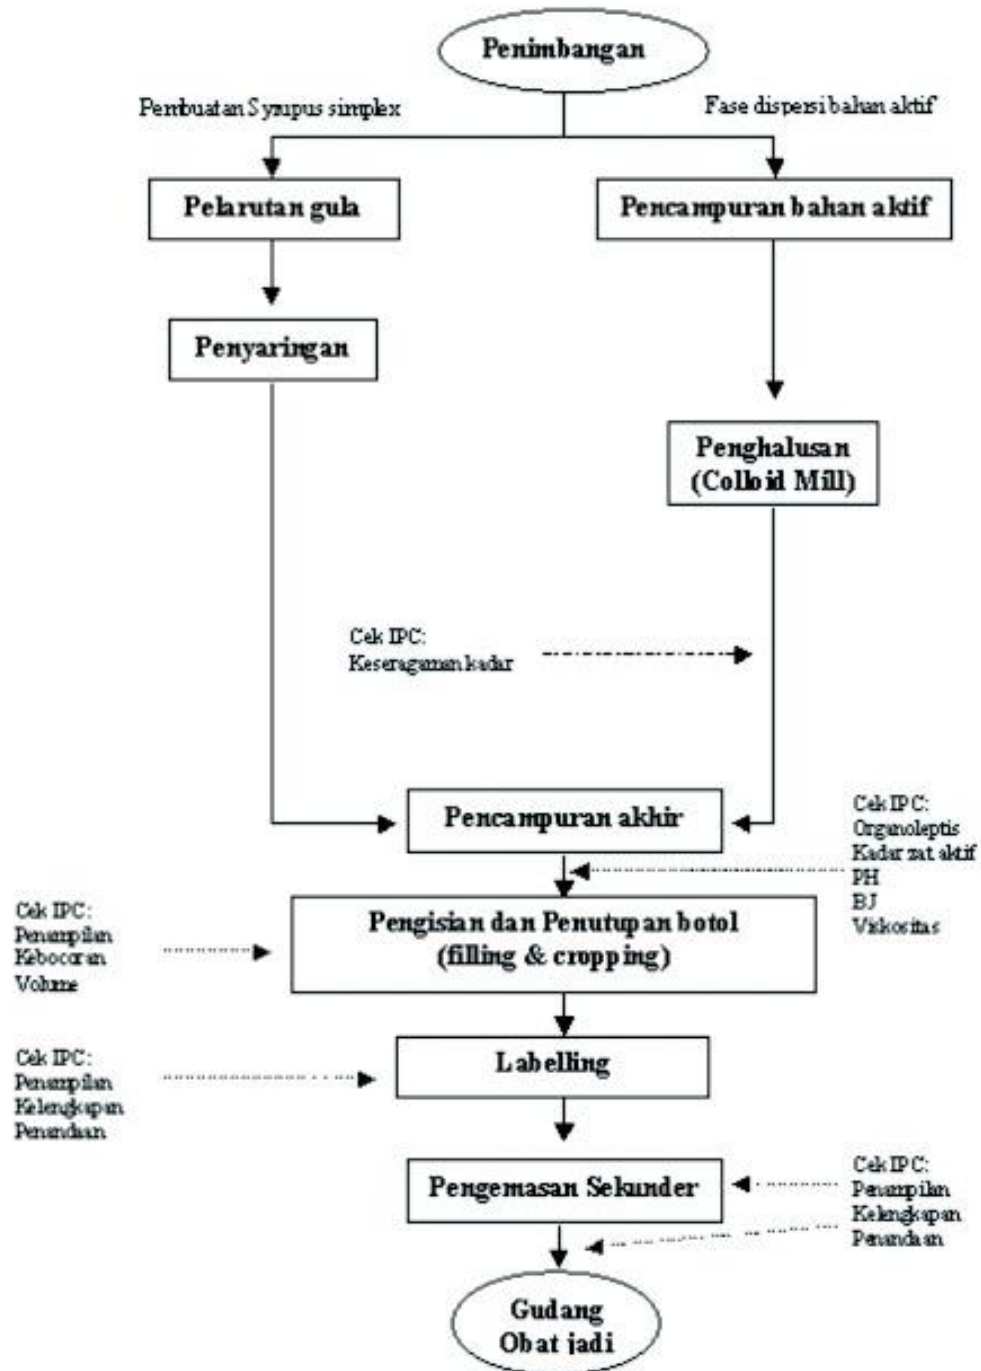 Penimbangan
Pembuatan Syrupus simplex
Fase dispersi bahan aktif
Pelarutan gula
Pencampuran bahan aktif
Penyaringan
Penghalusan
(Colloid Mill)
Cek IPC:
Keseragaman kadar
Pencampuran akhir
Cek IPC:
Organoleptis
Kadar zat aktif
PH
BJ
Viskositas
Cek IPC:
Penampilan
Kebocoran
Volume
Pengisian dan Penutupan botol
(filling & cropping)
Cek IPC:
Penampilan
Kelengkapan
Penandaan
Labelling
Pengemasan Sekunder
Cek IPC:
Penampilan
Kelengkapan
Penandaan
Gudang
Obat jadi